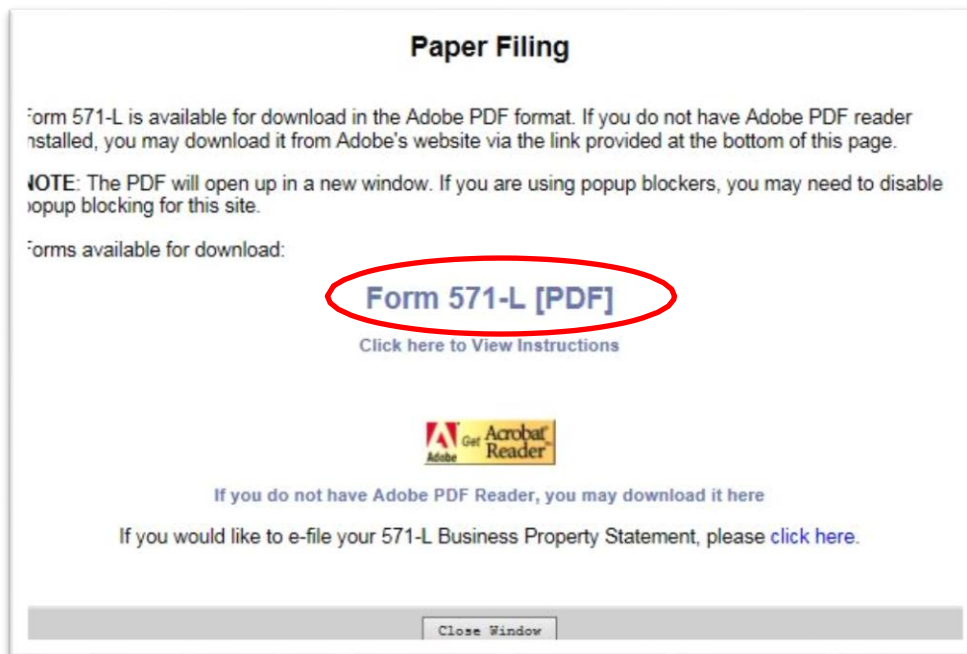 Paper Filing
Form 571-L is available for download in the Adobe PDF format. If you do not have Adobe PDF reader
installed, you may download it from Adobe's website via the link provided at the bottom of this page.
NOTE: The PDF will open up in a new window. If you are using popup blockers, you may need to disable
popup blocking for this site.
Forms available for download:
Form 571-L [PDF]
Click here to View Instructions
Adobe Get Acrobat Reader
If you do not have Adobe PDF Reader, you may download it here
If you would like to e-file your 571-L Business Property Statement, please click here.
Close Window